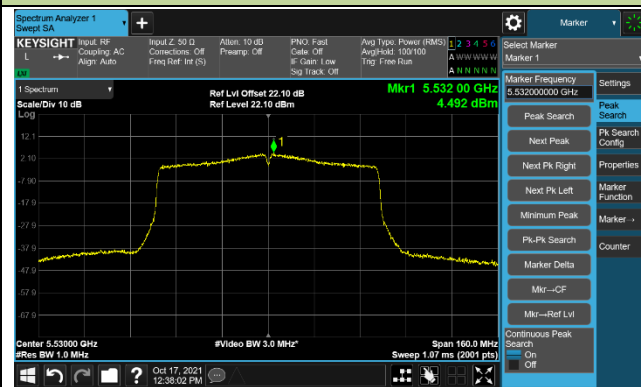 Spectrum Analyzer 1
Swept SA
+
Marker
KEYSIGHT
L
Input: RF
Coupling: AC
Align: Auto
Input Z: 50 Ω
Corrections: Off
Freq Ref: Int (S)
Atten: 10 dB
Preamp: Off
PNO: Fast
Gate: Off
IF Gain: Low
Sig Track: Off
Avg Type: Power (RMS)
Avg|Hold: 100/100
Trig: Free Run
1 2 3 4 5 6
A W W W W W
A N N N N N
LXI
Select Marker
Marker 1
1 Spectrum
Scale/Div 10 dB
Log
Ref Lvl Offset 22.10 dB
Ref Level 22.10 dBm
Mkr1 5.532 00 GHz
4.492 dBm
1
12.1
2.10
-7.90
-17.9
-27.9
-37.9
-47.9
-57.9
-67.9
Center 5.53000 GHz
#Res BW 1.0 MHz
#Video BW 3.0 MHz*
Span 160.0 MHz
Sweep 1.07 ms (2001 pts)
Marker Frequency
5.532000000 GHz
Peak Search
Next Peak
Next Pk Right
Next Pk Left
Minimum Peak
Pk-Pk Search
Marker Delta
Mkr→CF
Mkr→Ref Lvl
Continuous Peak
Search
On
Off
Settings
Peak
Search
Pk Search
Config
Properties
Marker
Function
Marker→
Counter
?
Oct 17, 2021
12:38:02 PM